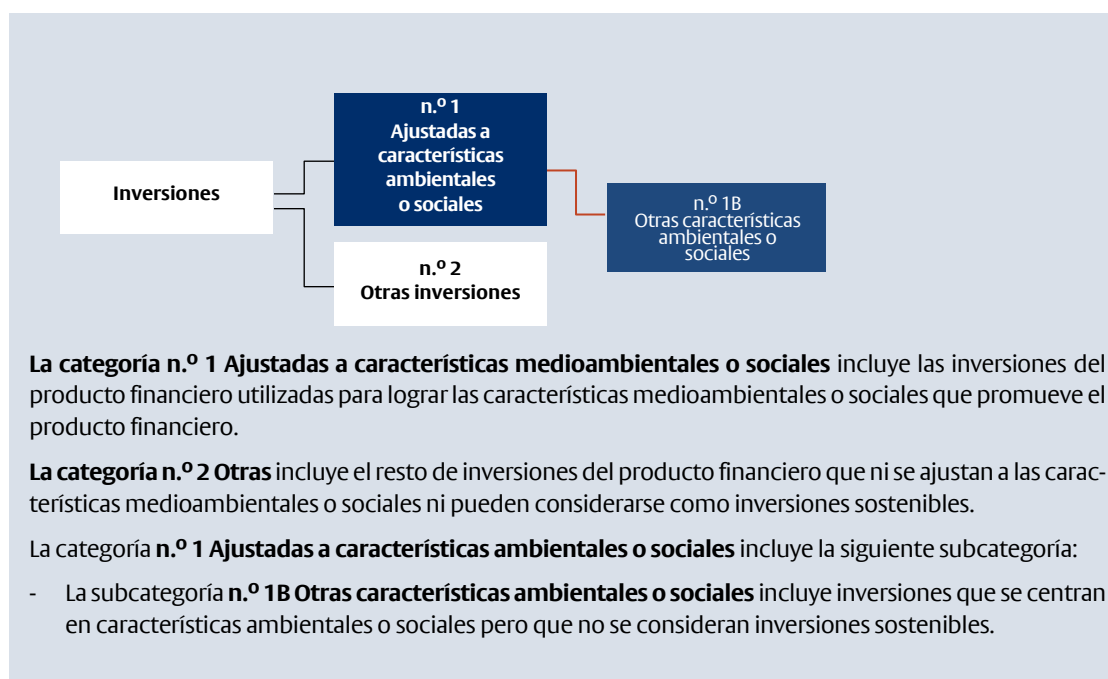 n.º 1
Ajustadas a
características
ambientales
o sociales
Inversiones
n.º 1B
Otras características
ambientales o
sociales
n.º 2
Otras inversiones
La categoría n.º 1 Ajustadas a características medioambientales o sociales incluye las inversiones del
producto financiero utilizadas para lograr las características medioambientales o sociales que promueve el
producto financiero.
La categoría n.º 2 Otras incluye el resto de inversiones del producto financiero que ni se ajustan a las carac-
terísticas medioambientales o sociales ni pueden considerarse como inversiones sostenibles.
La categoría n.º 1 Ajustadas a características ambientales o sociales incluye la siguiente subcategoría:
- La subcategoría n.º 1B Otras características ambientales o sociales incluye inversiones que se centran
en características ambientales o sociales pero que no se consideran inversiones sostenibles.